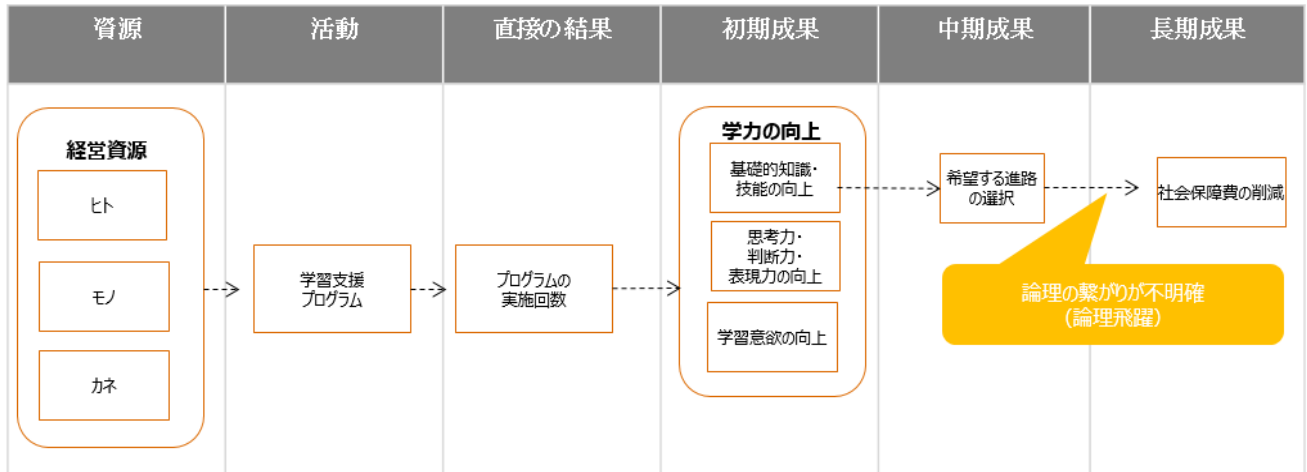 資源
活動
直接の結果
初期成果
中期成果
長期成果
経営資源
ヒト
モノ
カネ
学習支援
プログラム
プログラムの
実施回数
学力の向上
基礎的知識・
技能の向上
思考力・
判断力・
表現力の向上
学習意欲の向上
希望する進路
の選択
社会保障費の削減
論理の繋がりが不明確
(論理飛躍)